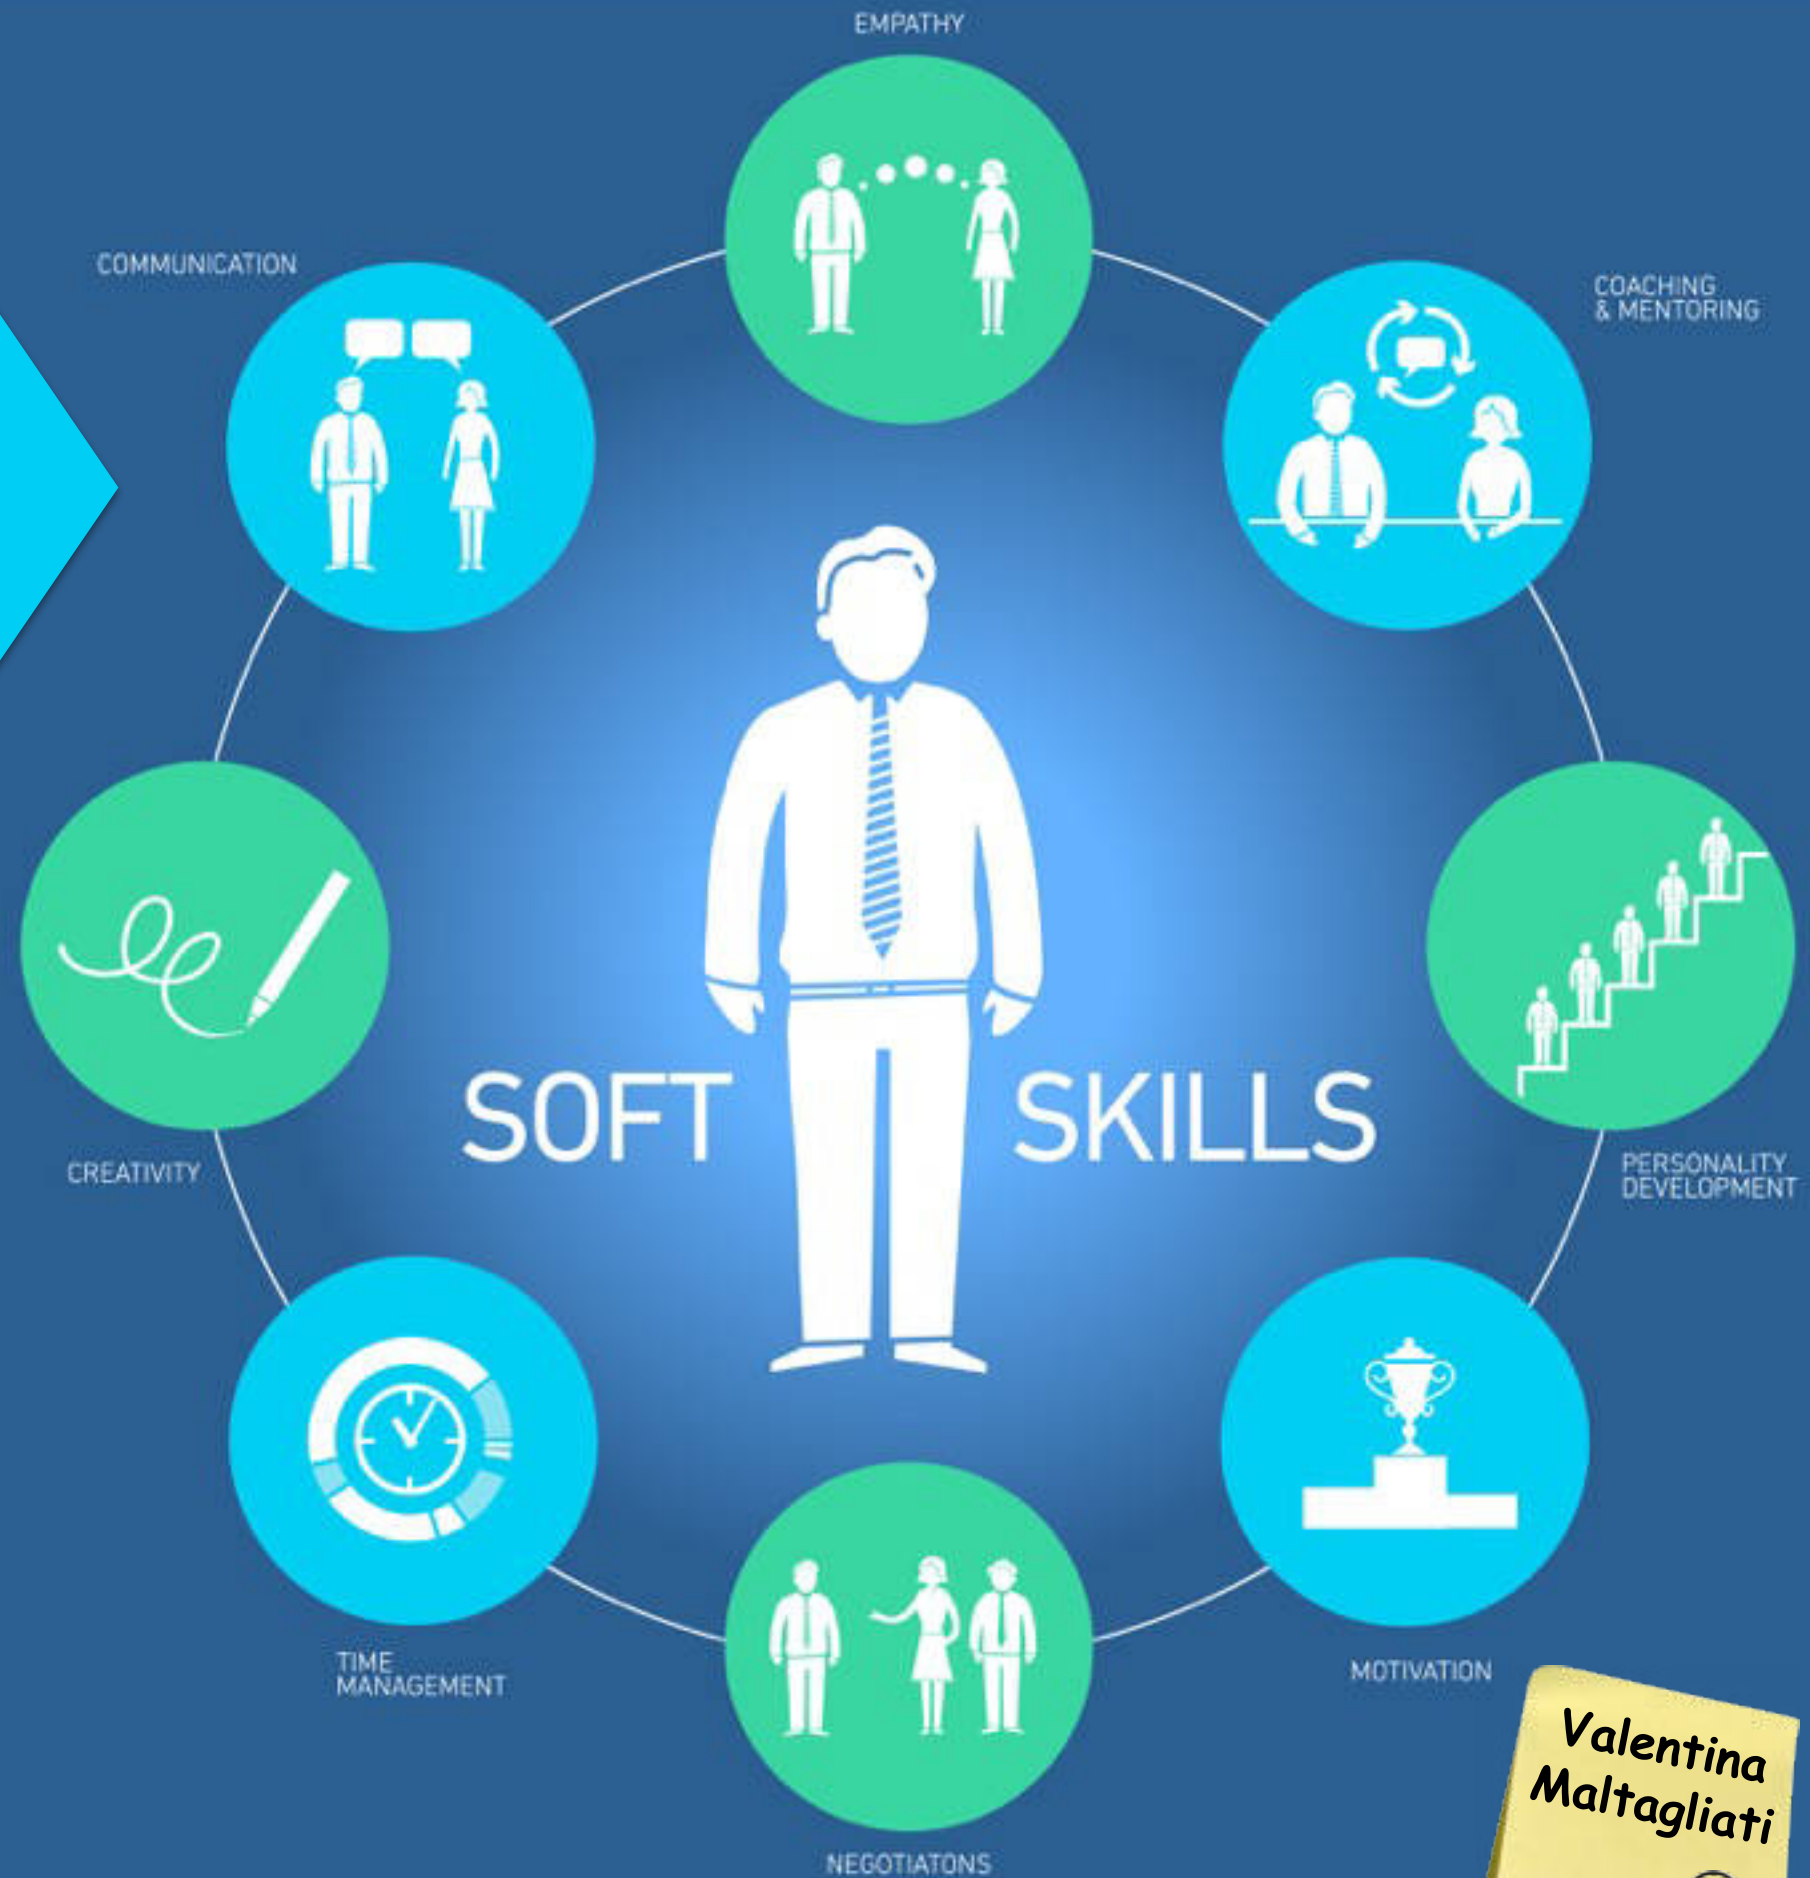 EMPATHY
COMMUNICATION
COACHING
& MENTORING
SOFT SKILLS
CREATIVITY
PERSONALITY
DEVELOPMENT
TIME
MANAGEMENT
MOTIVATION
NEGOTIATONS
Valentina
Maltagliati